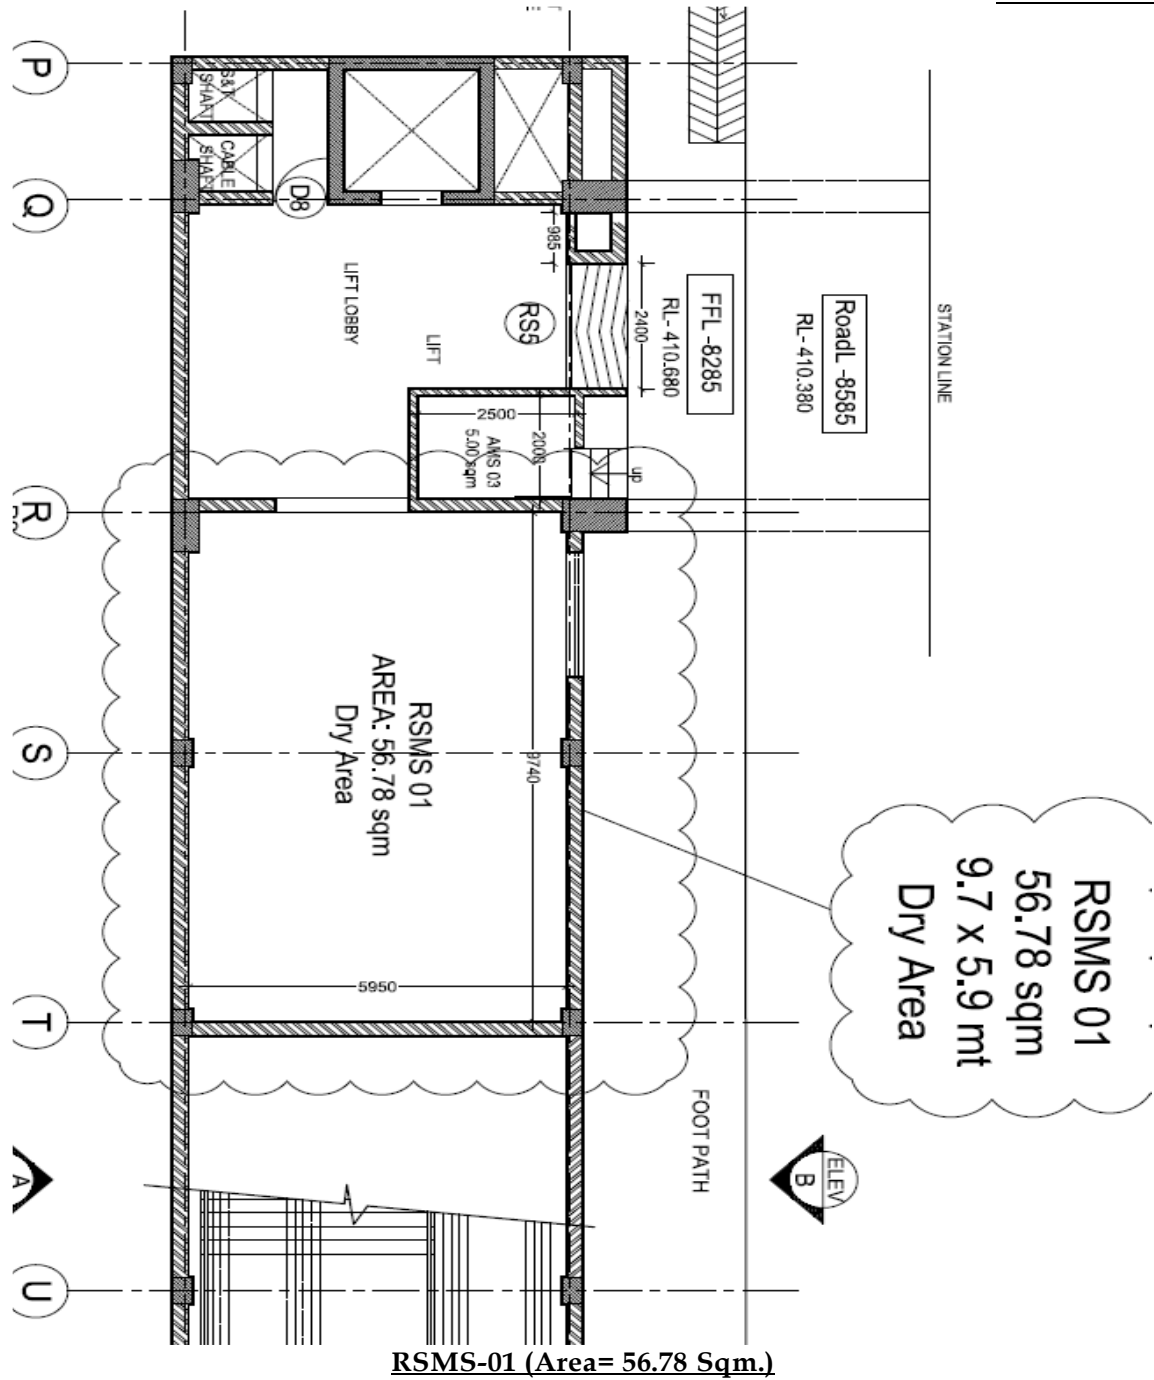 P
S&T
SHAFT
CABLE
SHAFT
D8
Q
985
LIFT LOBBY
LIFT
RS5
2400
FFL -8285
RL- 410.680
RoadL -8585
RL- 410.380
STATION LINE
2500
2000
AMS 03
5.00 sqm
up
R
RSMS 01
AREA: 56.78 sqm
Dry Area
9740
S
RSMS 01
56.78 sqm
9.7 x 5.9 mt
Dry Area
5950
T
FOOT PATH
A
ELEV
B
U
RSMS-01 (Area= 56.78 Sqm.)